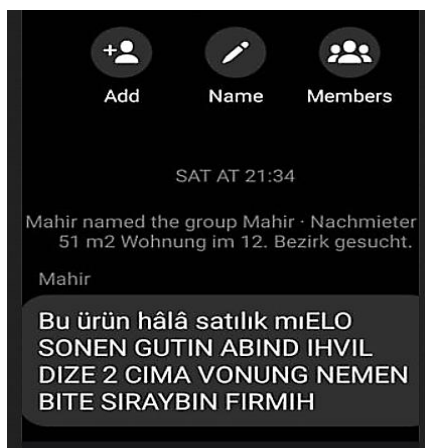 Add Name Members
SAT AT 21:34
Mahir named the group Mahir · Nachmieter
51 m2 Wohnung im 12. Bezirk gesucht.
Mahir
Bu ürün hâlâ satılık mıELO
SONEN GUTIN ABIND IHVIL
DIZE 2 CIMA VONUNG NEMEN
BITE SIRAYBIN FIRMIH